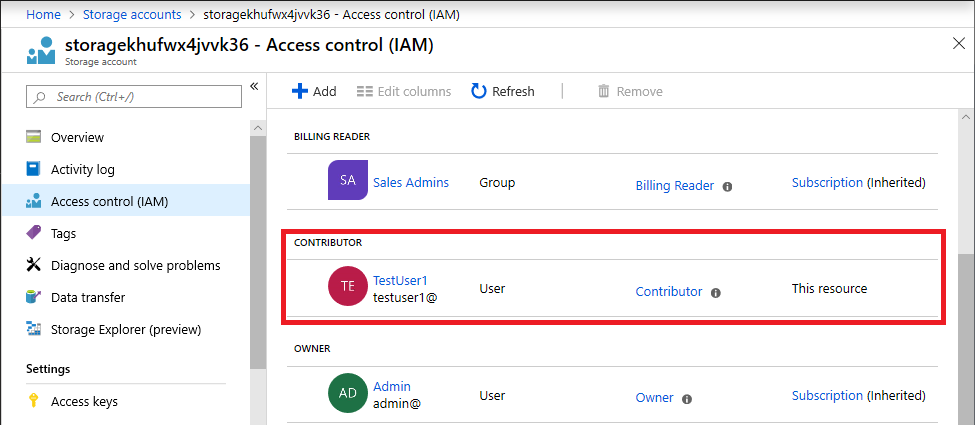 Home > Storage accounts > storagekhufwx4jvvk36 - Access control (IAM)
storagekhufwx4jvvk36 - Access control (IAM)
Storage account
Search (Ctrl+/)
Overview
Activity log
Access control (IAM)
Tags
Diagnose and solve problems
Data transfer
Storage Explorer (preview)
Settings
Access keys
Add Edit columns Refresh | Remove
BILLING READER
SA Sales Admins Group Billing Reader Subscription (Inherited)
CONTRIBUTOR
TE TestUser1 User Contributor This resource
testuser1@
OWNER
AD Admin User Owner Subscription (Inherited)
admin@